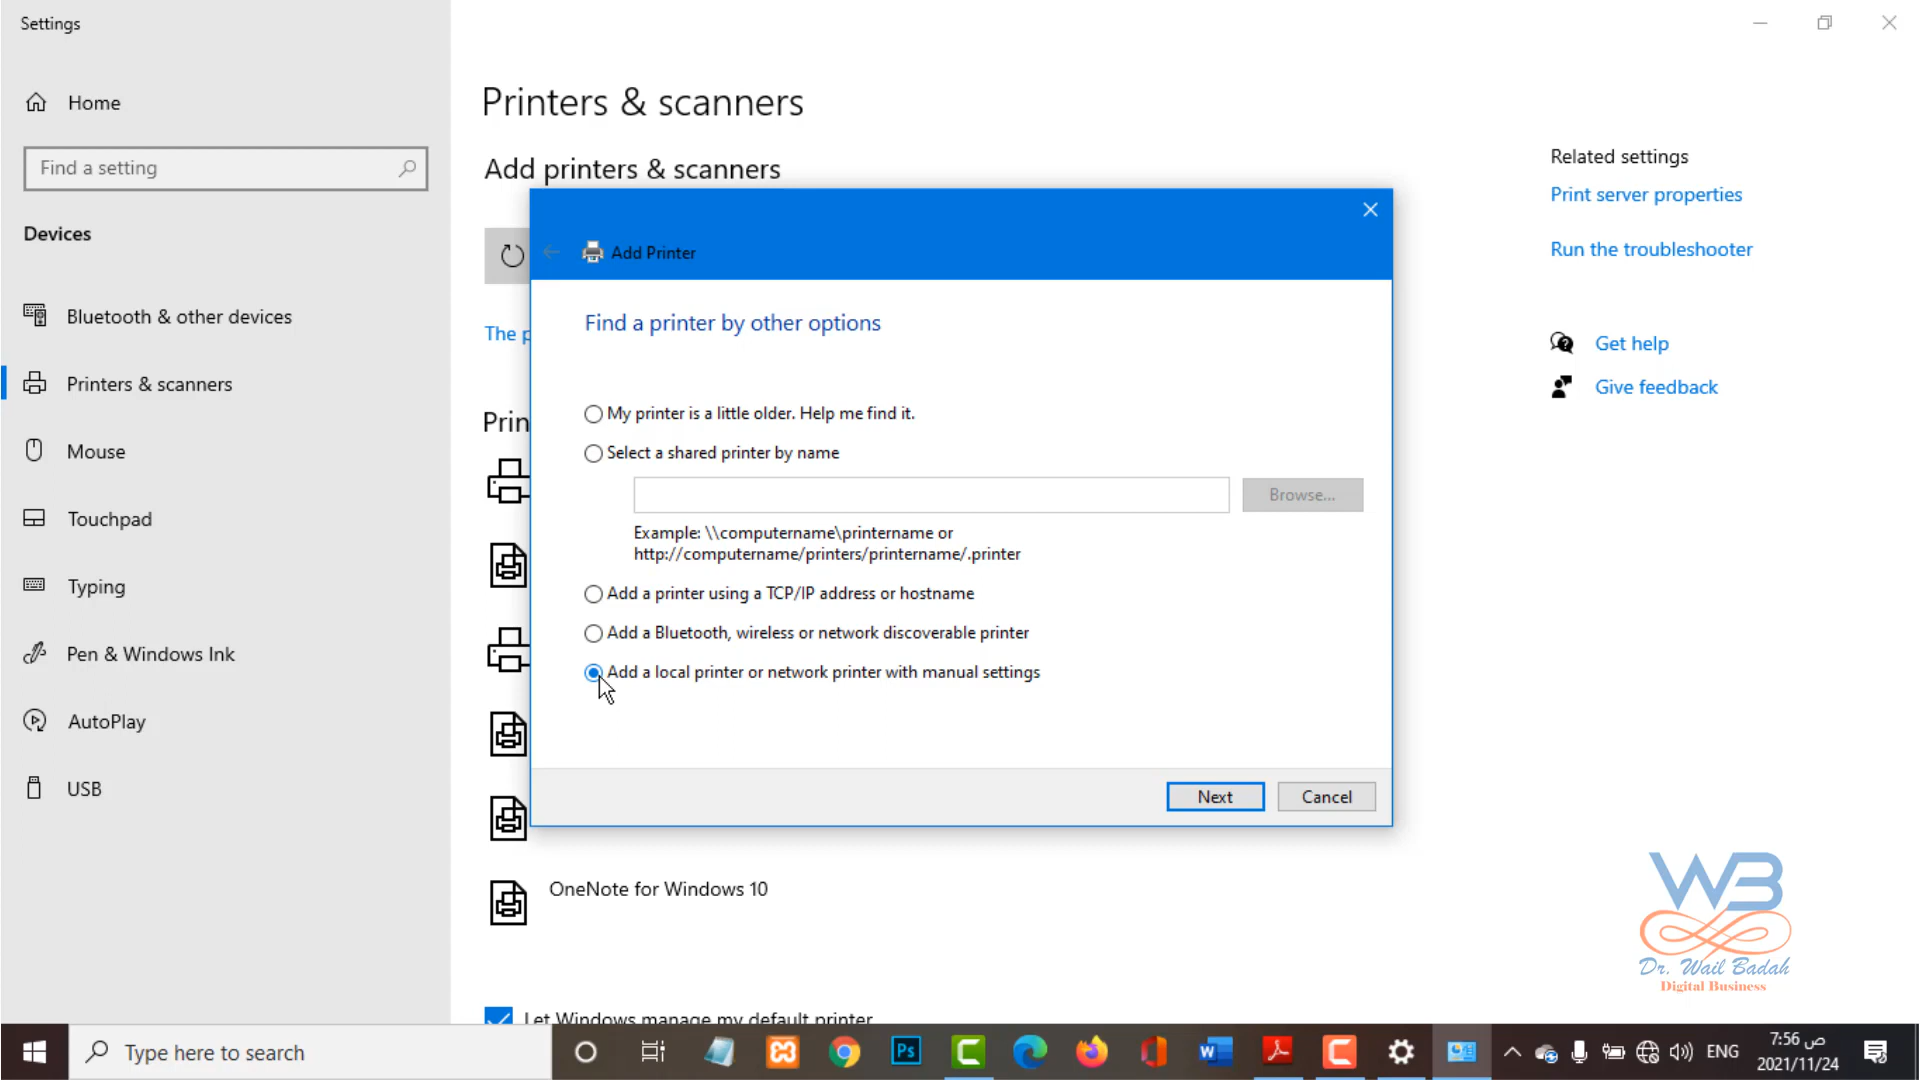 Settings
Home
Find a setting
Devices
Bluetooth & other devices
Printers & scanners
Mouse
Touchpad
Typing
Pen & Windows Ink
AutoPlay
USB
Printers & scanners
Add printers & scanners
The p
Prin
Add Printer
Find a printer by other options
My printer is a little older. Help me find it.
Select a shared printer by name
Browse...
Example: \\computername\printername or
http://computername/printers/printername/.printer
Add a printer using a TCP/IP address or hostname
Add a Bluetooth, wireless or network discoverable printer
Add a local printer or network printer with manual settings
Next
Cancel
OneNote for Windows 10
Let Windows manage my default printer
Related settings
Print server properties
Run the troubleshooter
Get help
Give feedback
WB
Dr. Wail Badah
Digital Business
Type here to search
Ps
ENG
7:56 ص
2021/11/24